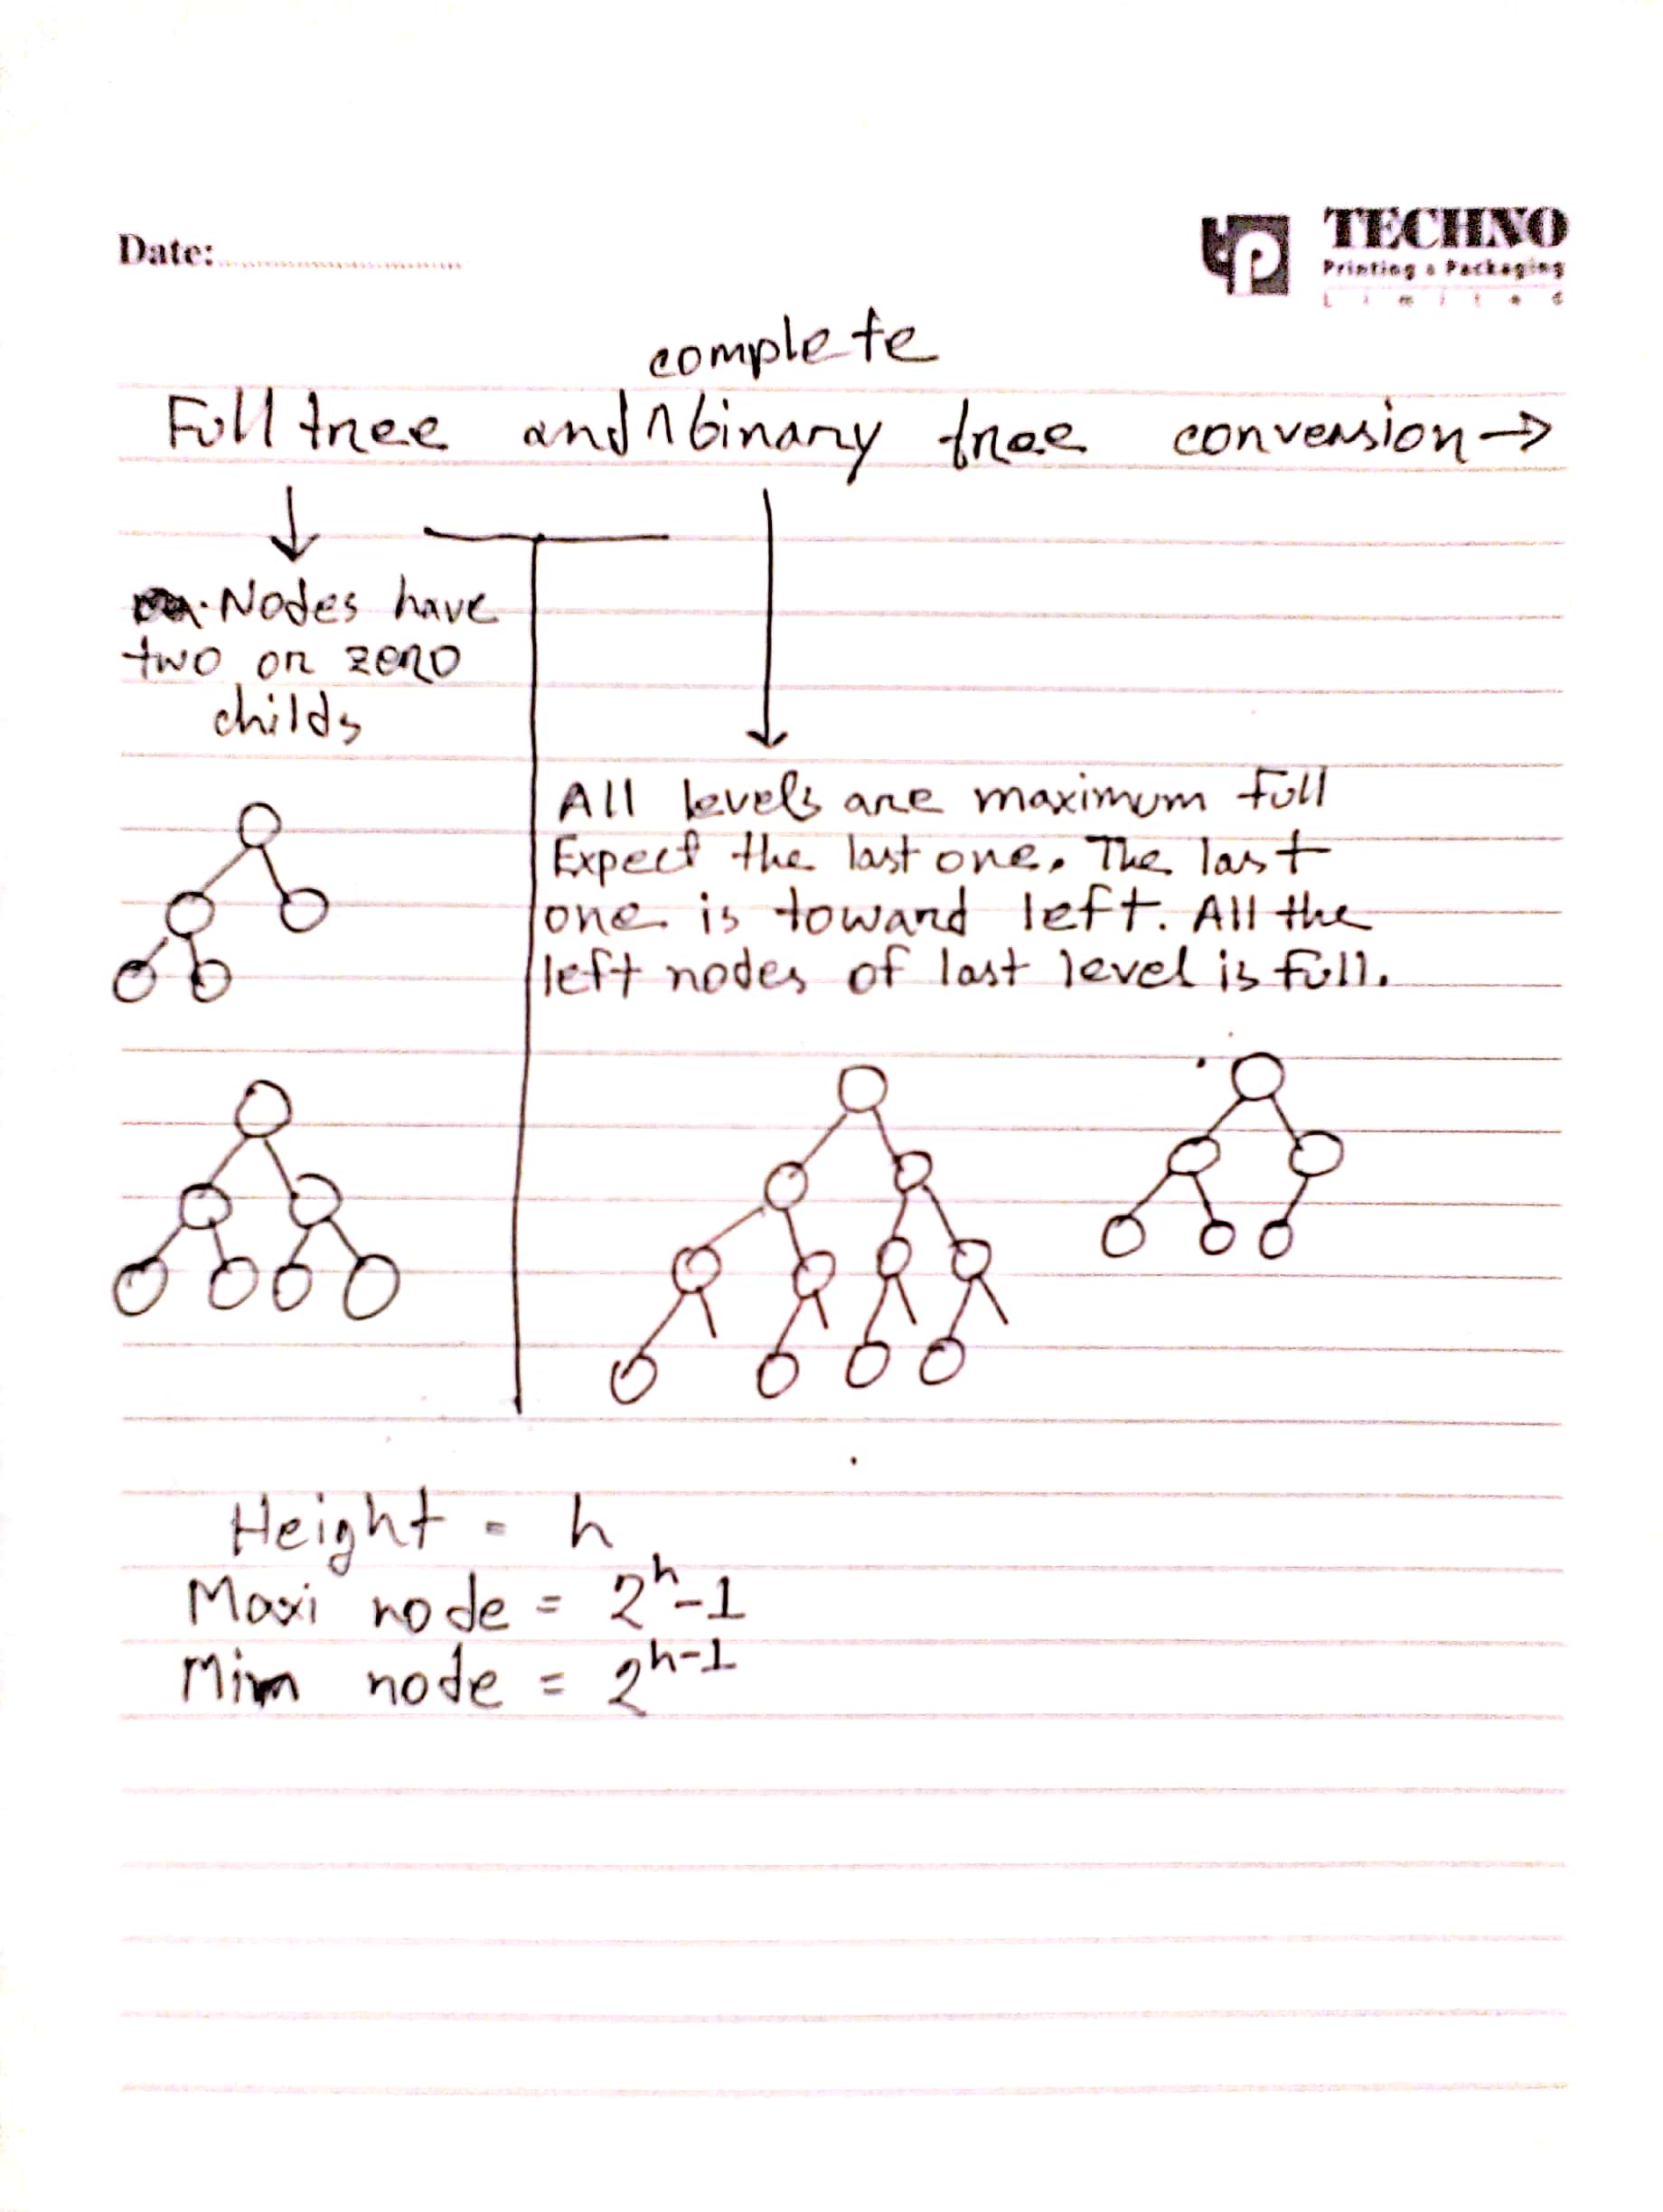 Date:
TECHNO
Printing & Packaging
Limited
complete
Full tree and ^ binary tree conversion →
Nodes have
two or zero
childs
All levels are maximum full
Expect the last one. The last
one is toward left. All the
left nodes of last level is full.
Height = h
Maxi node = 2^h-1
Mim node = 2^h-1